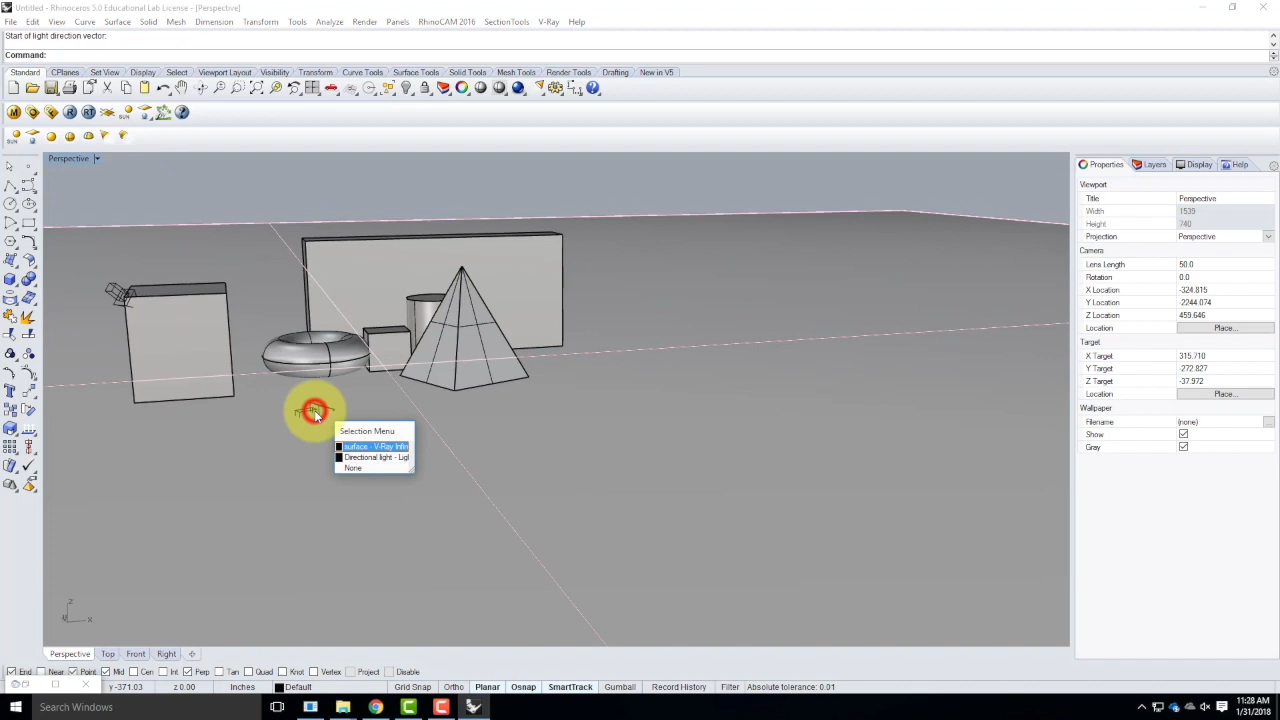 Untitled - Rhinoceros 5.0 Educational Lab License - [Perspective]
File Edit View Curve Surface Solid Mesh Dimension Transform Tools Analyze Render Panels RhinoCAM 2016 SectionTools V-Ray Help
Start of light direction vector:
Command:
Standard CPlanes Set View Display Select Viewport Layout Visibility Transform Curve Tools Surface Tools Solid Tools Mesh Tools Render Tools Drafting New in V5
M R RT SUN
SUN
Perspective
Properties Layers Display Help
Viewport
Title Perspective
Width 1539
Height 740
Projection Perspective
Camera
Lens Length 50.0
Rotation 0.0
X Location -324.815
Y Location -2244.074
Z Location 459.646
Location Place...
Target
X Target 315.710
Y Target -272.827
Z Target -37.972
Location Place...
Wallpaper
Filename (none)
Show
Gray
Selection Menu
surface - V-Ray Infin
Directional light - Ligl
None
z
x
Perspective Top Front Right
End Near Point Mid Cen Int Perp Tan Quad Knot Vertex Project Disable
y -371.03 z 0.00 Inches Default Grid Snap Ortho Planar Osnap SmartTrack Gumball Record History Filter Absolute tolerance: 0.01
Search Windows
11:28 AM
1/31/2018